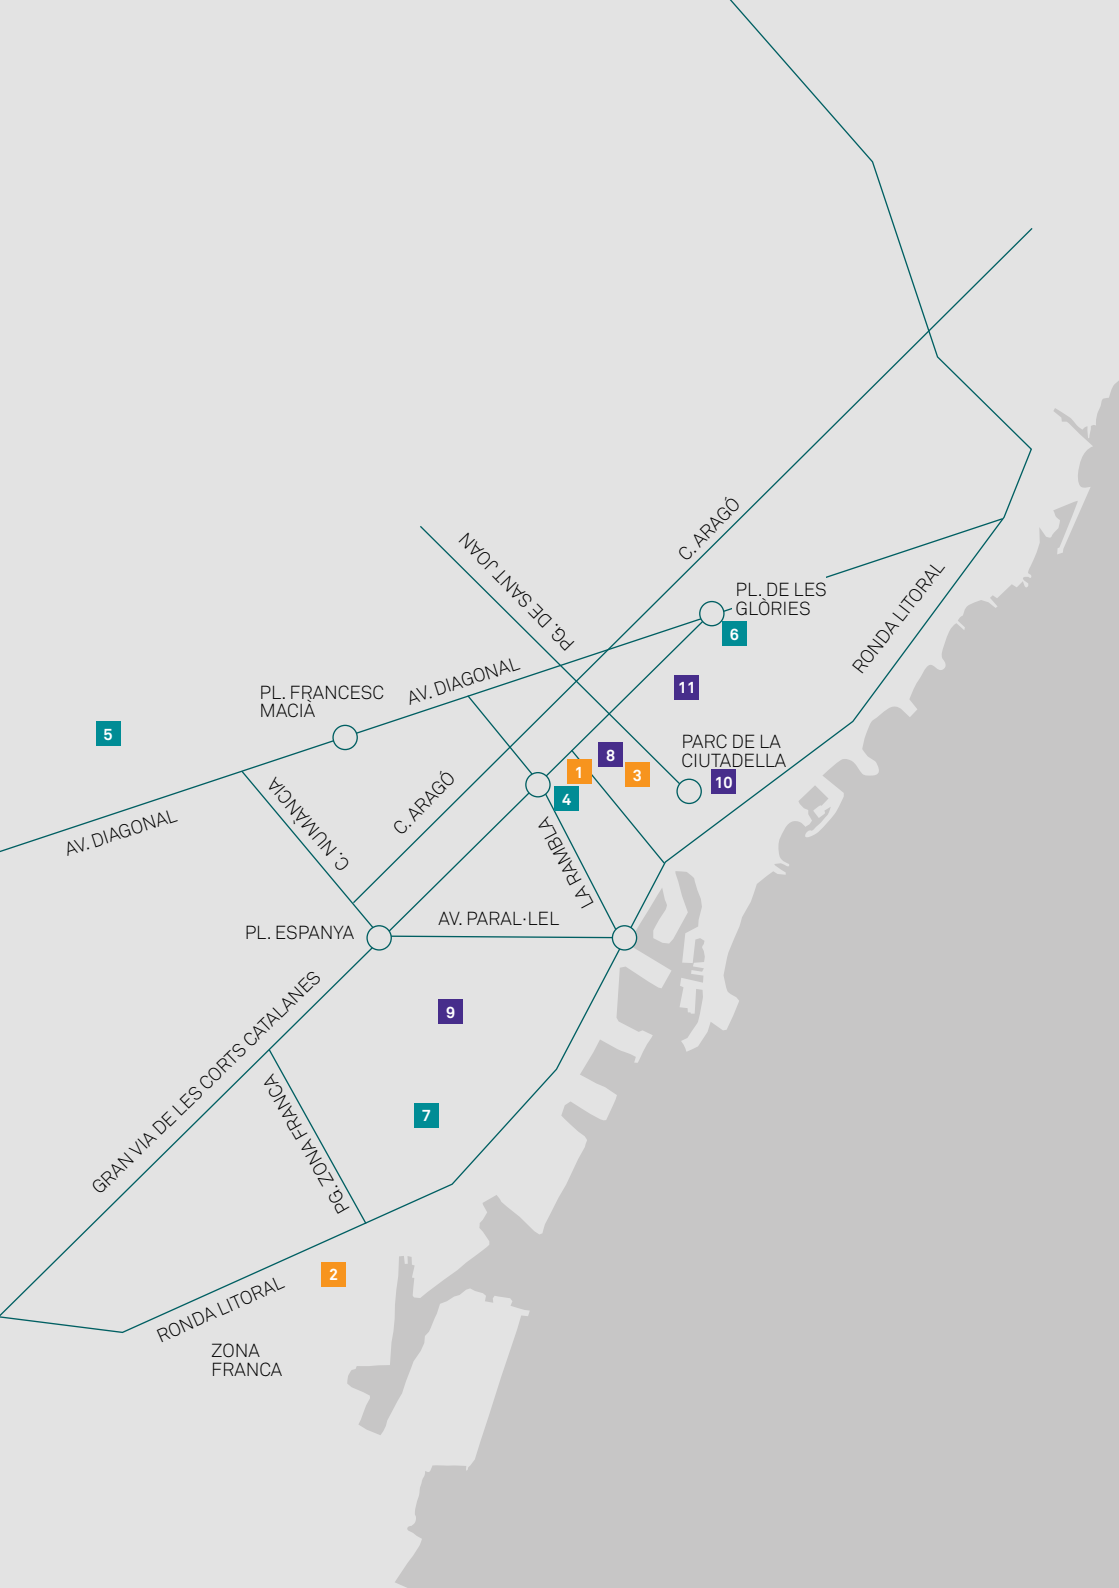 C. ARAGÓ
PG. DE SANT JOAN
PL. DE LES
GLÒRIES
RONDA LITORAL
6
AV. DIAGONAL
PL. FRANCESC
MACIÀ
11
5
PARC DE LA
CIUTADELLA
8
1
3
10
4
C. ARAGÓ
C. NUMÀNCIA
AV. DIAGONAL
LA RAMBLA
AV. PARAL·LEL
PL. ESPANYA
9
GRAN VIA DE LES CORTS CATALANES
7
PG. ZONA FRANCA
2
RONDA LITORAL
ZONA
FRANCA